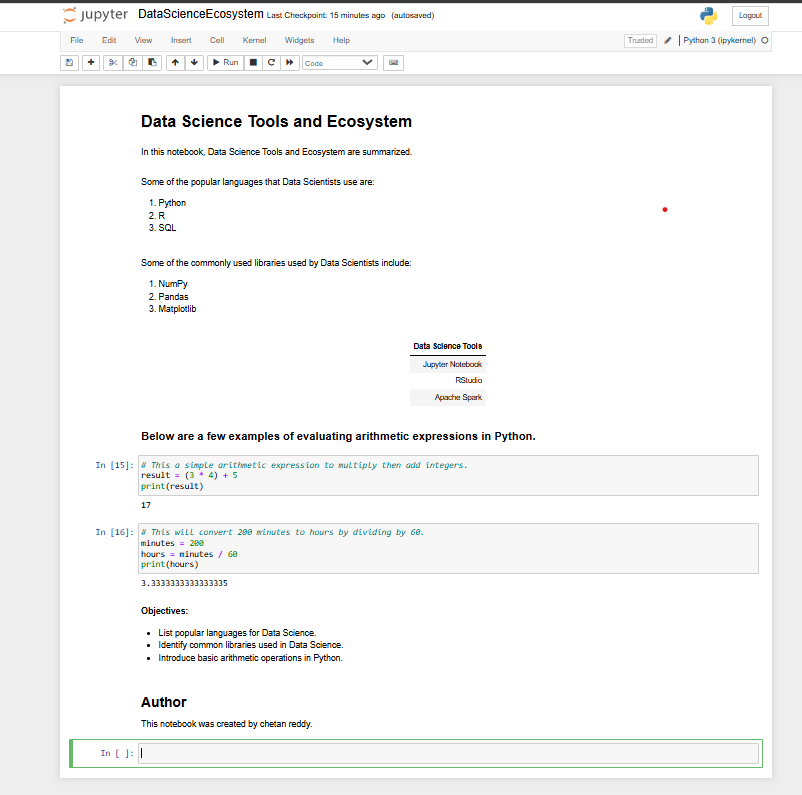 jupyter DataScienceEcosystem Last Checkpoint: 15 minutes ago (autosaved)
Logout
File Edit View Insert Cell Kernel Widgets Help
Trusted Python 3 (ipykernel)
Run Code
Data Science Tools and Ecosystem
In this notebook, Data Science Tools and Ecosystem are summarized.
Some of the popular languages that Data Scientists use are:
1. Python
2. R
3. SQL
Some of the commonly used libraries used by Data Scientists include:
1. NumPy
2. Pandas
3. Matplotlib
Data Science Tools
Jupyter Notebook
RStudio
Apache Spark
Below are a few examples of evaluating arithmetic expressions in Python.
In [15]: # This a simple arithmetic expression to multiply then add integers.
result = (3 * 4) + 5
print(result)
17
In [16]: # This will convert 200 minutes to hours by dividing by 60.
minutes = 200
hours = minutes / 60
print(hours)
3.3333333333333335
Objectives:
• List popular languages for Data Science.
• Identify common libraries used in Data Science.
• Introduce basic arithmetic operations in Python.
Author
This notebook was created by chetan reddy.
In [ ]: